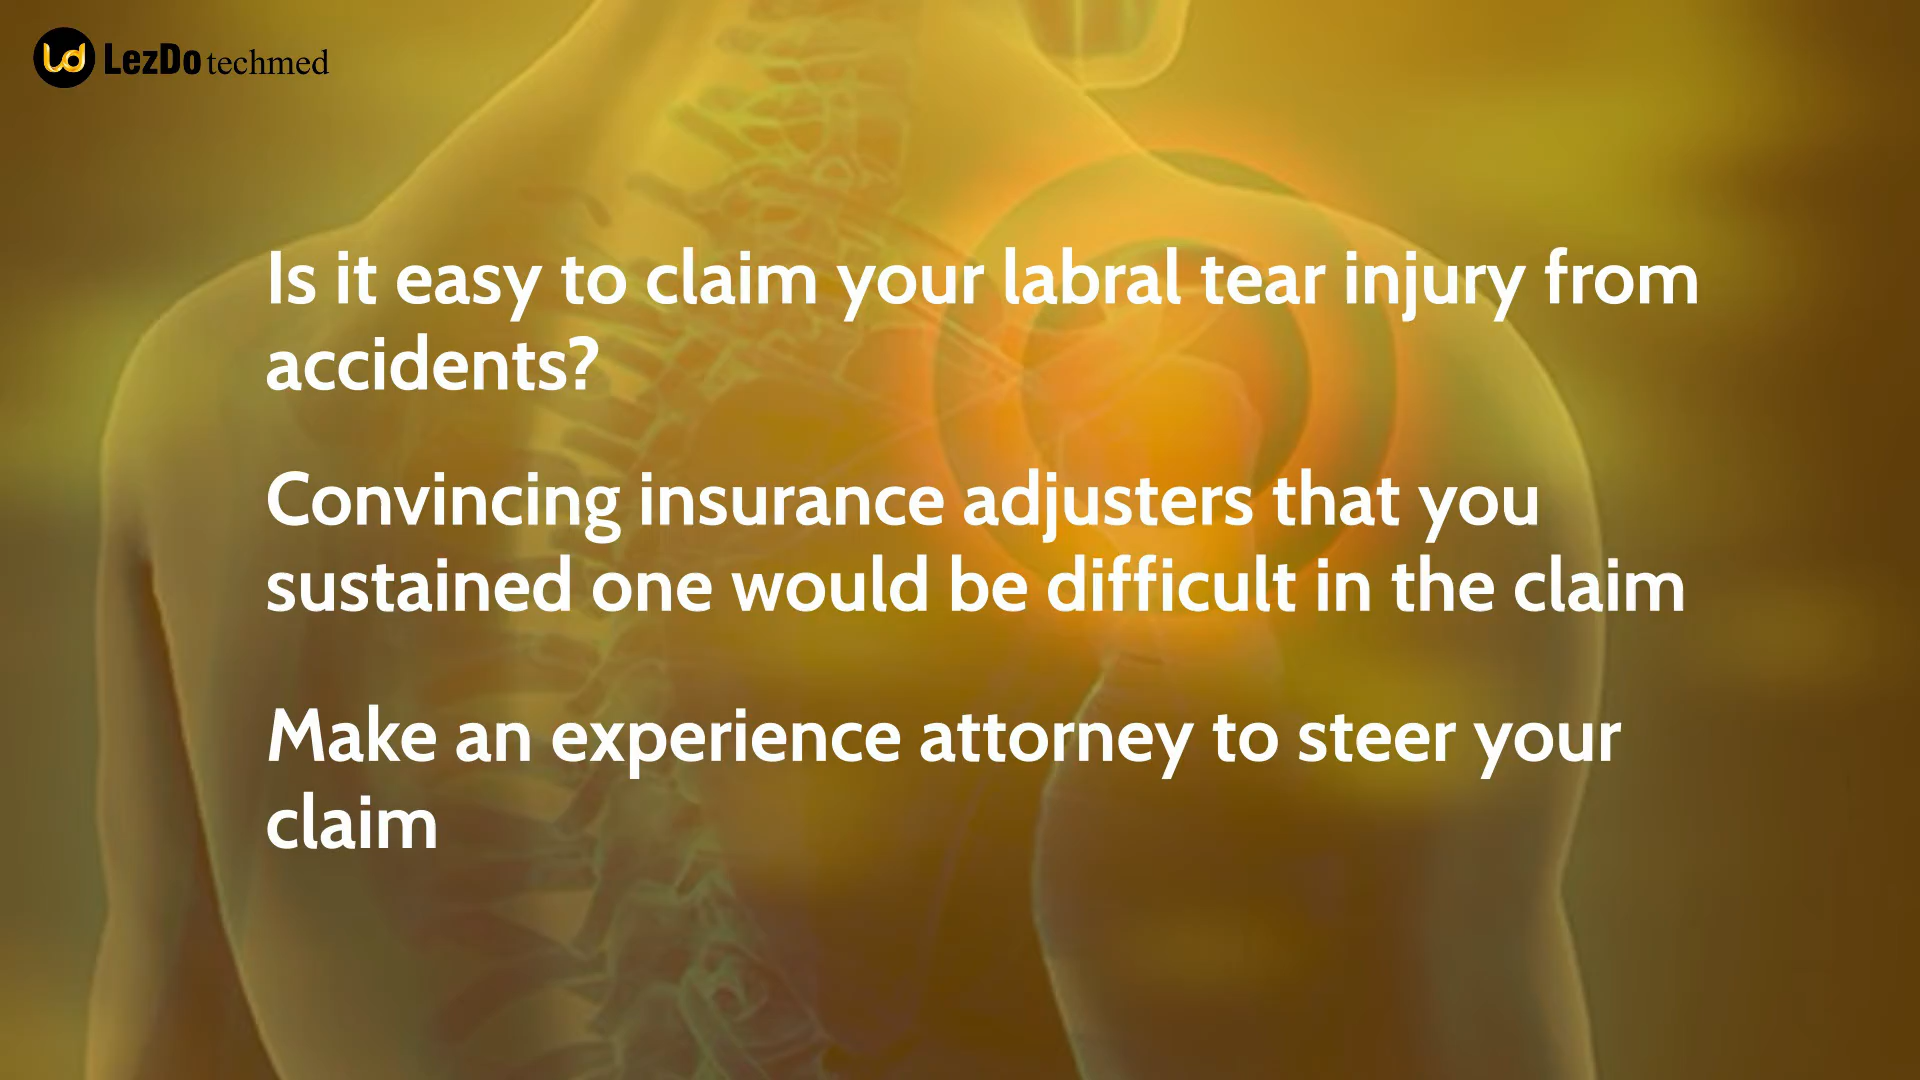 LezDo techmed
Is it easy to claim your labral tear injury from
accidents?
Convincing insurance adjusters that you
sustained one would be difficult in the claim
Make an experience attorney to steer your
claim